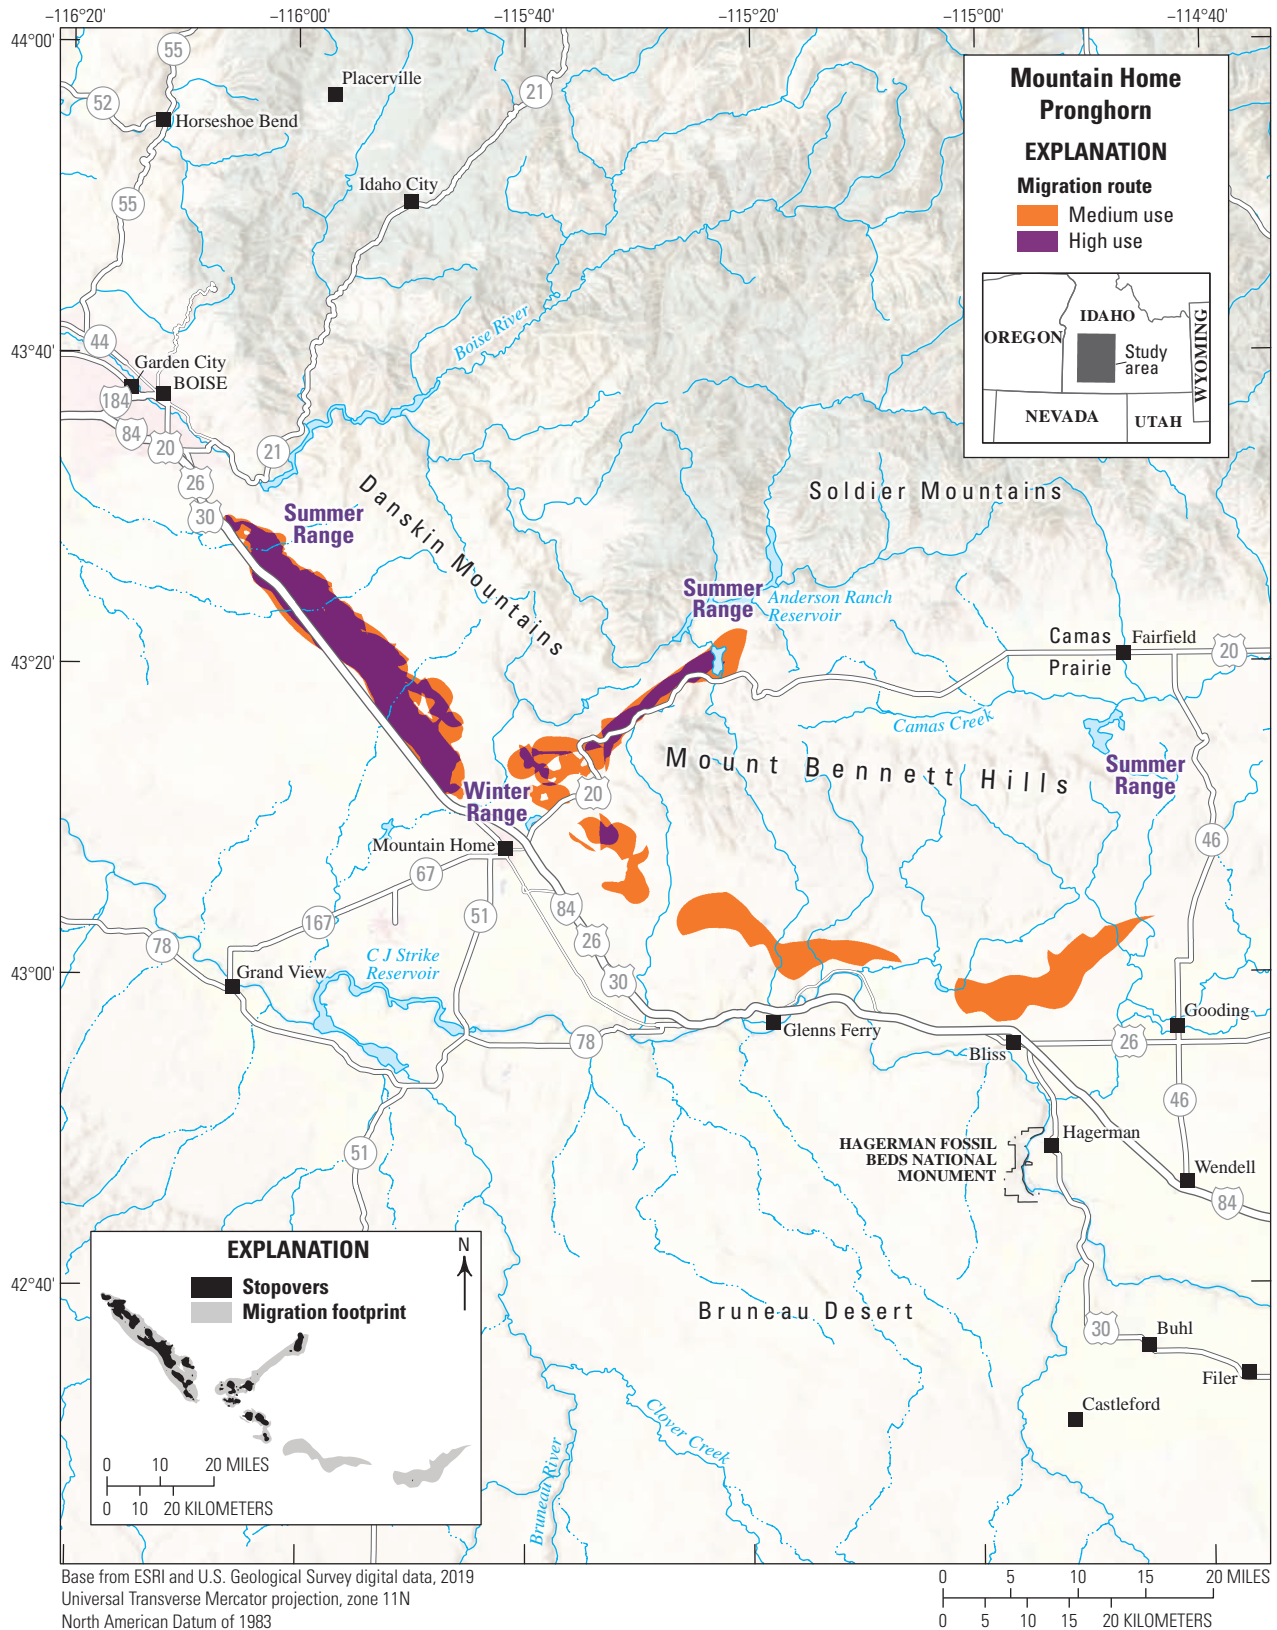 −116°20'
−116°00'
−115°40'
−115°20'
−115°00'
−114°40'
44°00'
43°40'
43°20'
43°00'
42°40'
Mountain Home
Pronghorn
EXPLANATION
Migration route
Medium use
High use
OREGON
IDAHO
WYOMING
Study
area
NEVADA
UTAH
55
52
Horseshoe Bend
Placerville
21
Idaho City
55
Boise River
44
Garden City
BOISE
184
84
20
21
26
30
Summer
Range
Danskin Mountains
Soldier Mountains
Summer
Range
Anderson Ranch
Reservoir
Camas
Prairie
Fairfield
20
Camas Creek
Mount Bennett Hills
Summer
Range
Winter
Range
20
46
Mountain Home
67
51
84
26
30
167
78
C J Strike
Reservoir
Grand View
Glenns Ferry
78
Gooding
Bliss
26
46
51
Hagerman
HAGERMAN FOSSIL
BEDS NATIONAL
MONUMENT
Wendell
84
Bruneau Desert
30
Buhl
Filer
Castleford
Clover Creek
Bruneau River
EXPLANATION
N
Stopovers
Migration footprint
0 10 20 MILES
0 10 20 KILOMETERS
Base from ESRI and U.S. Geological Survey digital data, 2019
Universal Transverse Mercator projection, zone 11N
North American Datum of 1983
0 5 10 15 20 MILES
0 5 10 15 20 KILOMETERS